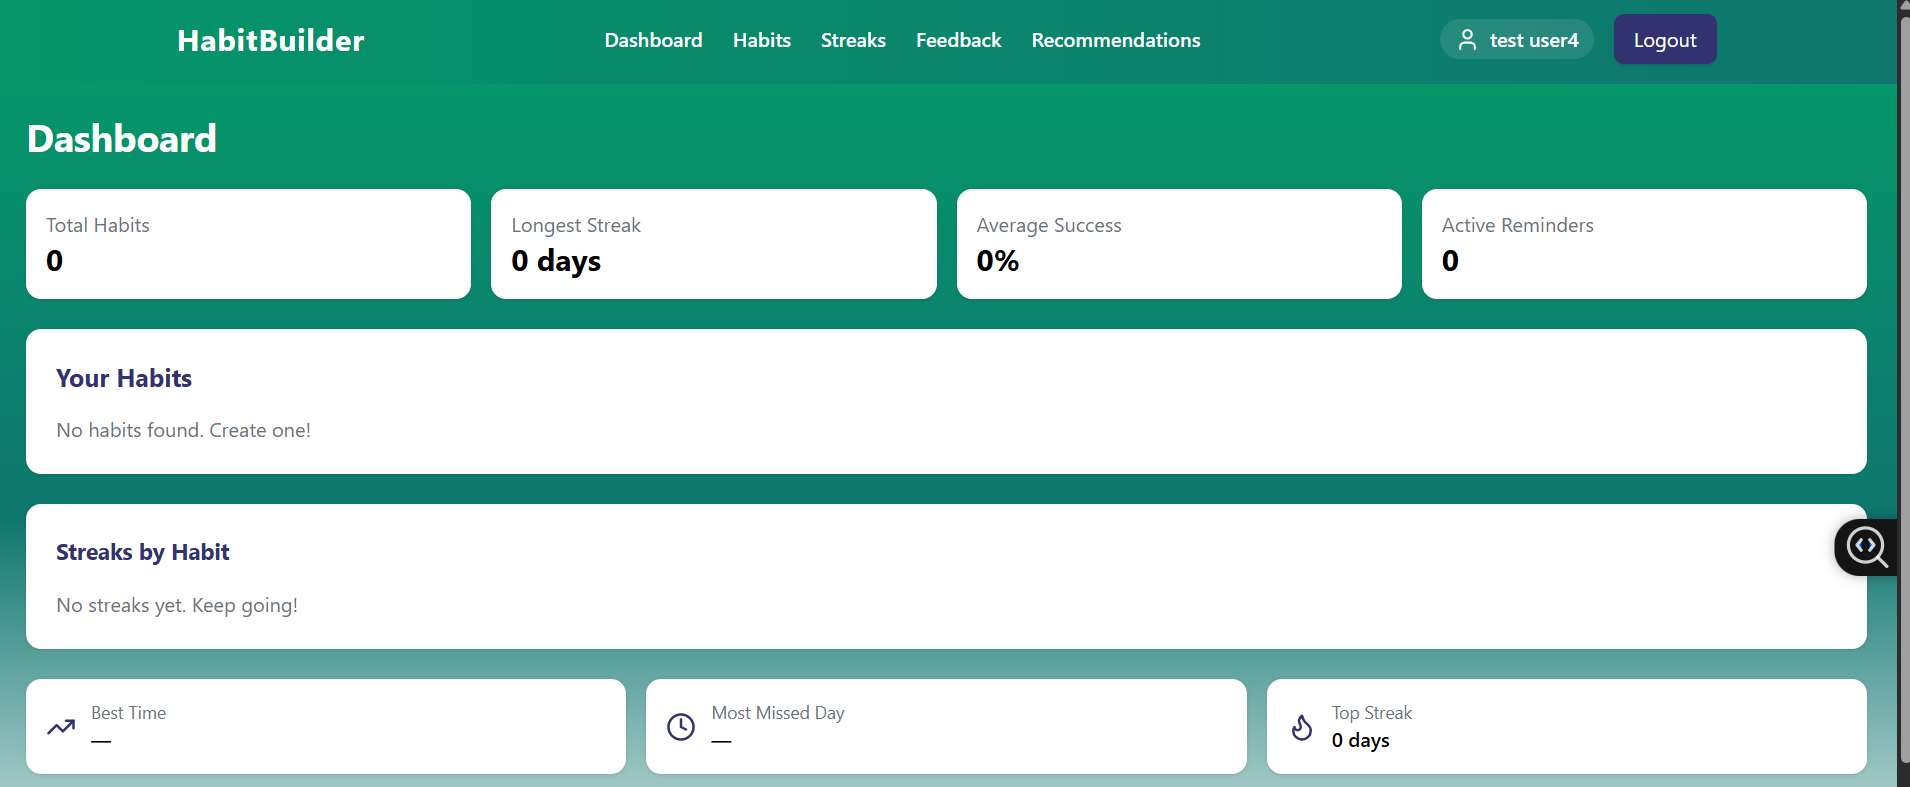 HabitBuilder Dashboard Habits Streaks Feedback Recommendations test user4 Logout
Dashboard
Total Habits
0
Longest Streak
0 days
Average Success
0%
Active Reminders
0
Your Habits
No habits found. Create one!
Streaks by Habit
No streaks yet. Keep going!
Best Time
—
Most Missed Day
—
Top Streak
0 days